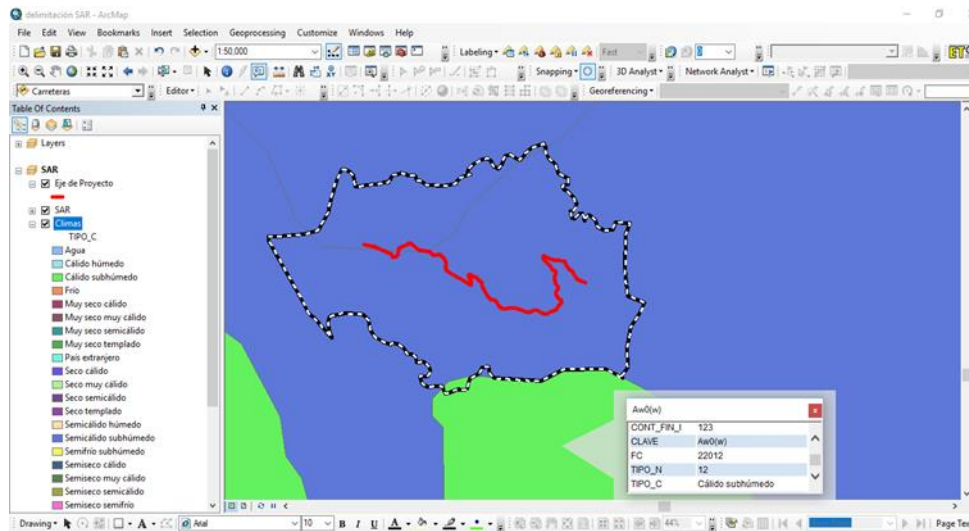 delimitación SAR - ArcMap
File Edit View Bookmarks Insert Selection Geoprocessing Customize Windows Help
1:50,000 Labeling Fast
Snapping 3D Analyst Network Analyst
Carreteras Editor Georeferencing
Table Of Contents
Layers
SAR
Eje de Proyecto
SAR
Climas
TIPO_C
Agua
Cálido húmedo
Cálido subhúmedo
Frío
Muy seco cálido
Muy seco muy cálido
Muy seco semicálido
Muy seco templado
País extranjero
Seco cálido
Seco muy cálido
Seco semicálido
Seco templado
Semicálido húmedo
Semicálido subhúmedo
Semifrío subhúmedo
Semiseco cálido
Semiseco muy cálido
Semiseco semicálido
Semiseco semifrío
Aw0(w)
CONT_FIN_I 123
CLAVE Aw0(w)
FC 22012
TIPO_N 12
TIPO_C Cálido subhúmedo
Drawing A Arial 10 B I U A 44%